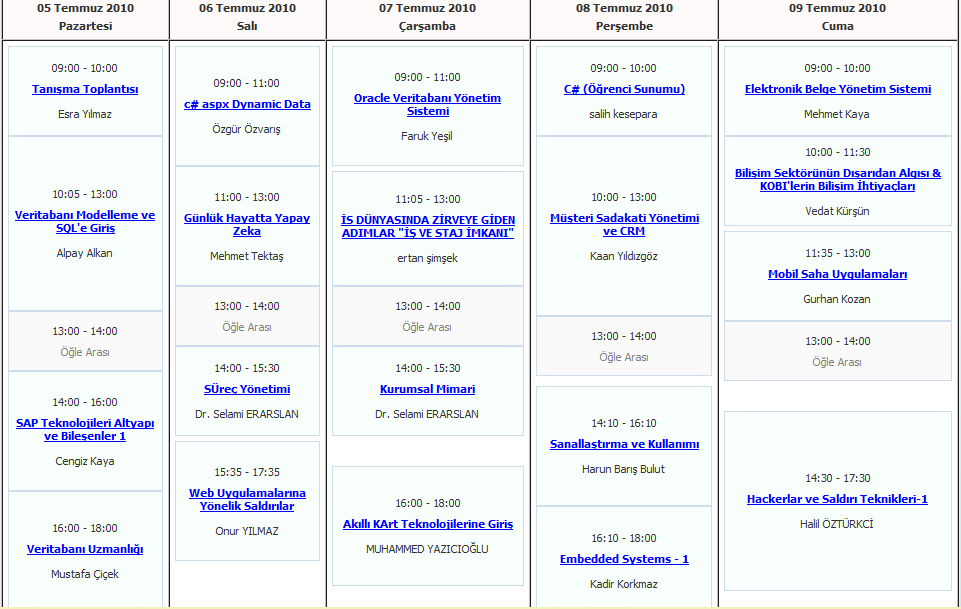 05 Temmuz 2010
Pazartesi
09:00 - 10:00
Tanışma Toplantısı
Esra Yılmaz
10:05 - 13:00
Veritabanı Modelleme ve
SQL'e Giriş
Alpay Alkan
13:00 - 14:00
Öğle Arası
14:00 - 16:00
SAP Teknolojileri Altyapı
ve Bileşenler 1
Cengiz Kaya
16:00 - 18:00
Veritabanı Uzmanlığı
Mustafa Çiçek
06 Temmuz 2010
Salı
09:00 - 11:00
c# aspx Dynamic Data
Özgür Özvarış
11:00 - 13:00
Günlük Hayatta Yapay
Zeka
Mehmet Tektaş
13:00 - 14:00
Öğle Arası
14:00 - 15:30
SÜreç Yönetimi
Dr. Selami ERARSLAN
15:35 - 17:35
Web Uygulamalarına
Yönelik Saldırılar
Onur YILMAZ
07 Temmuz 2010
Çarşamba
09:00 - 11:00
Oracle Veritabanı Yönetim
Sistemi
Faruk Yeşil
11:05 - 13:00
İŞ DÜNYASINDA ZİRVEYE GİDEN
ADIMLAR "İŞ VE STAJ İMKANI"
ertan şimşek
13:00 - 14:00
Öğle Arası
14:00 - 15:30
Kurumsal Mimari
Dr. Selami ERARSLAN
16:00 - 18:00
Akıllı KArt Teknolojilerine Giriş
MUHAMMED YAZICIOĞLU
08 Temmuz 2010
Perşembe
09:00 - 10:00
C# (Öğrenci Sunumu)
salih kesepara
10:00 - 13:00
Müşteri Sadakati Yönetimi
ve CRM
Kaan Yıldızgöz
13:00 - 14:00
Öğle Arası
14:10 - 16:10
Sanallaştırma ve Kullanımı
Harun Barış Bulut
16:10 - 18:00
Embedded Systems - 1
Kadir Korkmaz
09 Temmuz 2010
Cuma
09:00 - 10:00
Elektronik Belge Yönetim Sistemi
Mehmet Kaya
10:00 - 11:30
Bilişim Sektörünün Dışarıdan Algısı &
KOBI'lerin Bilişim İhtiyaçları
Vedat Kürşün
11:35 - 13:00
Mobil Saha Uygulamaları
Gurhan Kozan
13:00 - 14:00
Öğle Arası
14:30 - 17:30
Hackerlar ve Saldırı Teknikleri-1
Halil ÖZTÜRKCİ